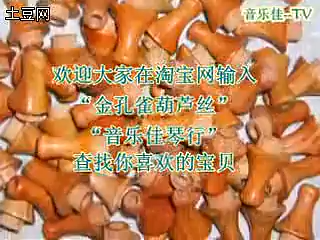 土豆网
音乐佳-TV
欢迎大家在淘宝网输入
“金孔雀葫芦丝”
“音乐佳琴行”
查找你喜欢的宝贝